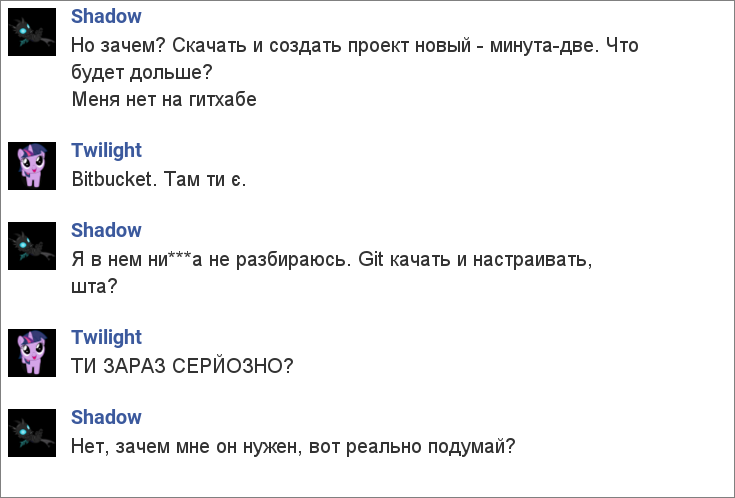 Shadow
Но зачем? Скачать и создать проект новый - минута-две. Что
будет дольше?
Меня нет на гитхабе
Twilight
Bitbucket. Там ти є.
Shadow
Я в нем ни***а не разбираюсь. Git качать и настраивать,
шта?
Twilight
ТИ ЗАРАЗ СЕРЙОЗНО?
Shadow
Нет, зачем мне он нужен, вот реально подумай?